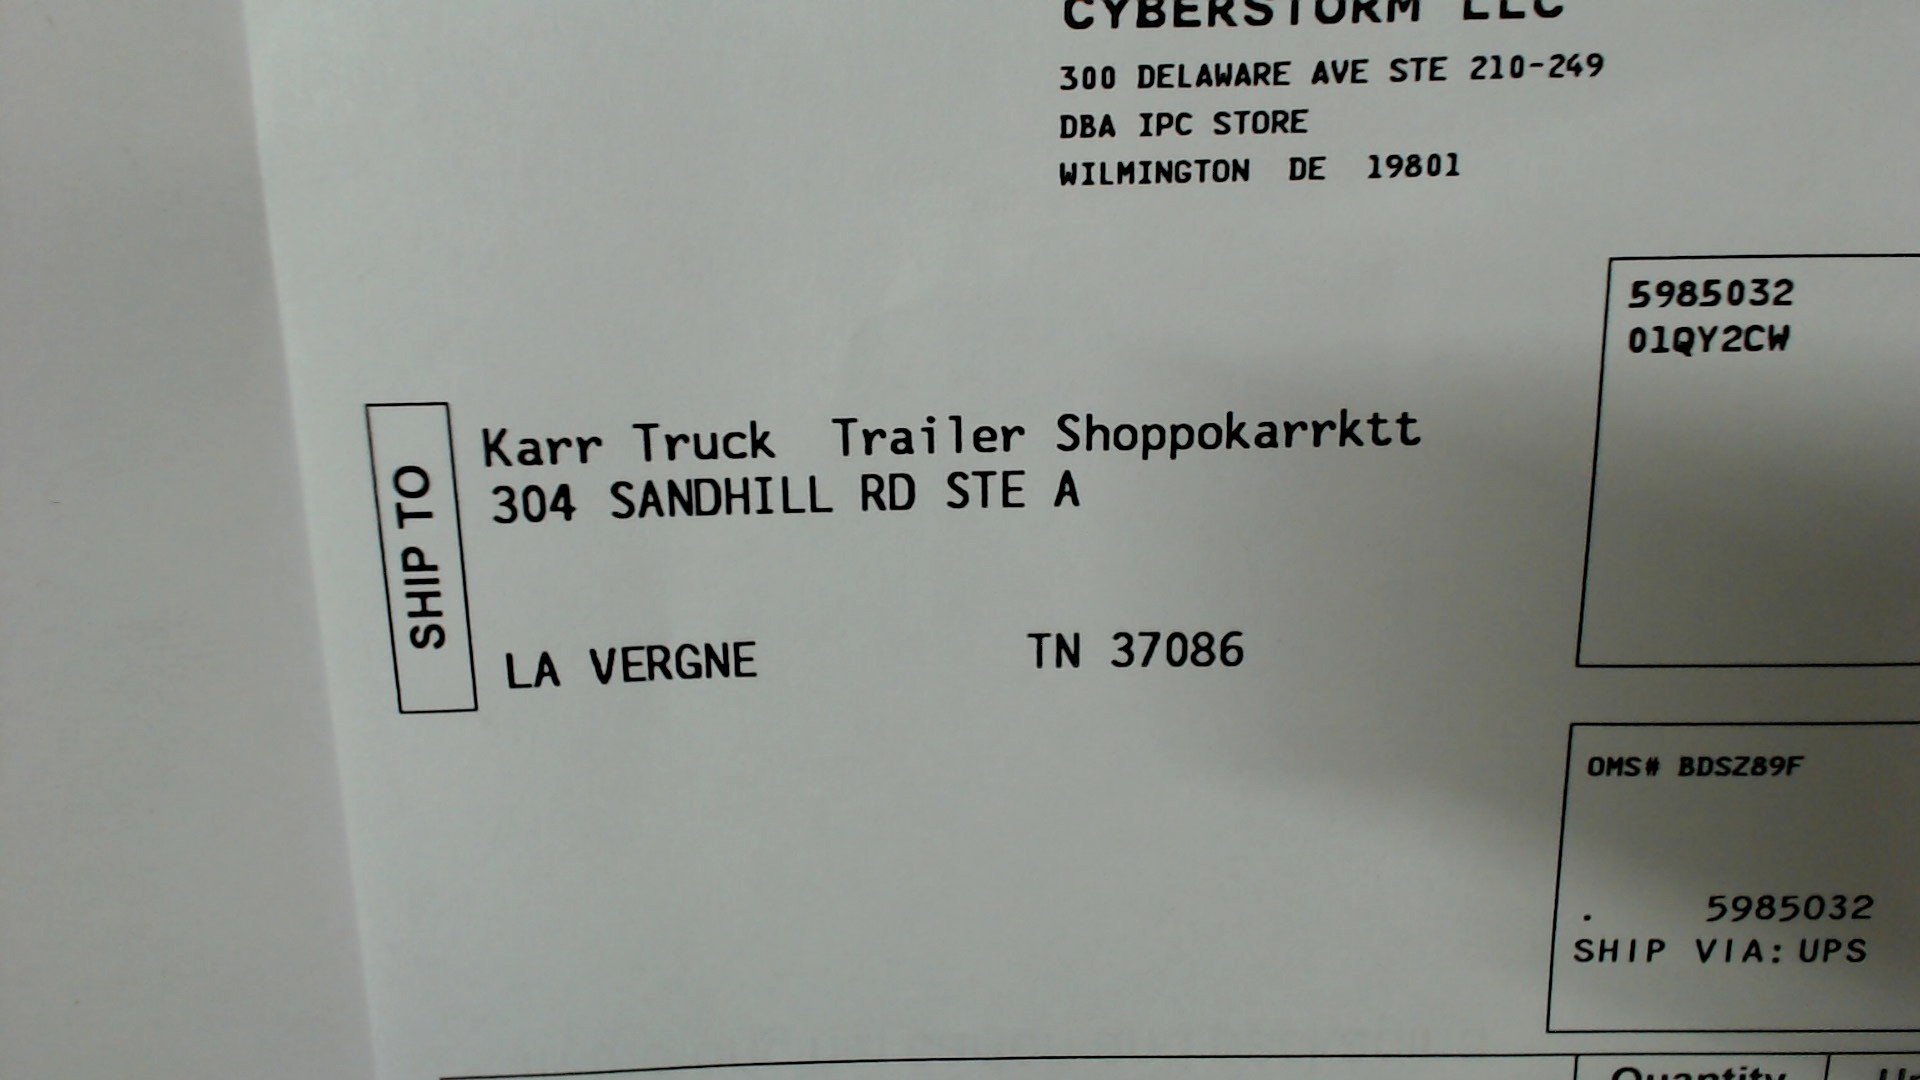 CYBERSTORM LLC
300 DELAWARE AVE STE 210-249
DBA IPC STORE
WILMINGTON DE 19801
5985032
01QY2CW
SHIP TO
Karr Truck Trailer Shoppokarrktt
304 SANDHILL RD STE A
LA VERGNE TN 37086
OMS# BDSZ89F
. 5985032
SHIP VIA: UPS
Quantity